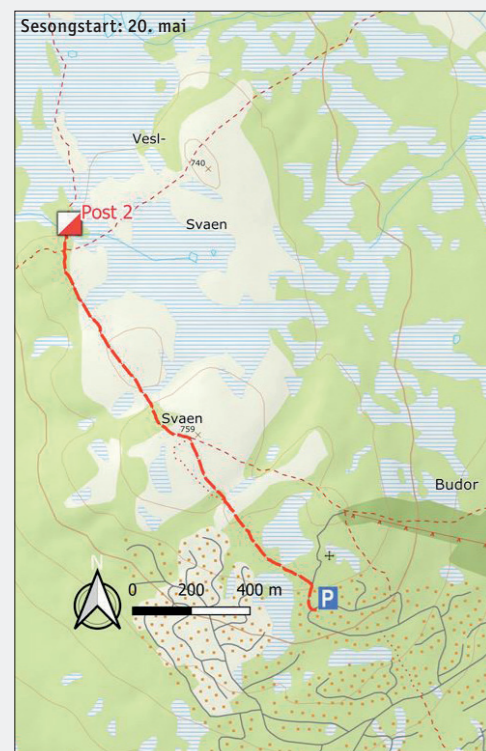 Sesongstart: 20. mai
Vesl-
740
Post 2
Svaen
Svaen
759
Budor
N
0 200 400 m
P